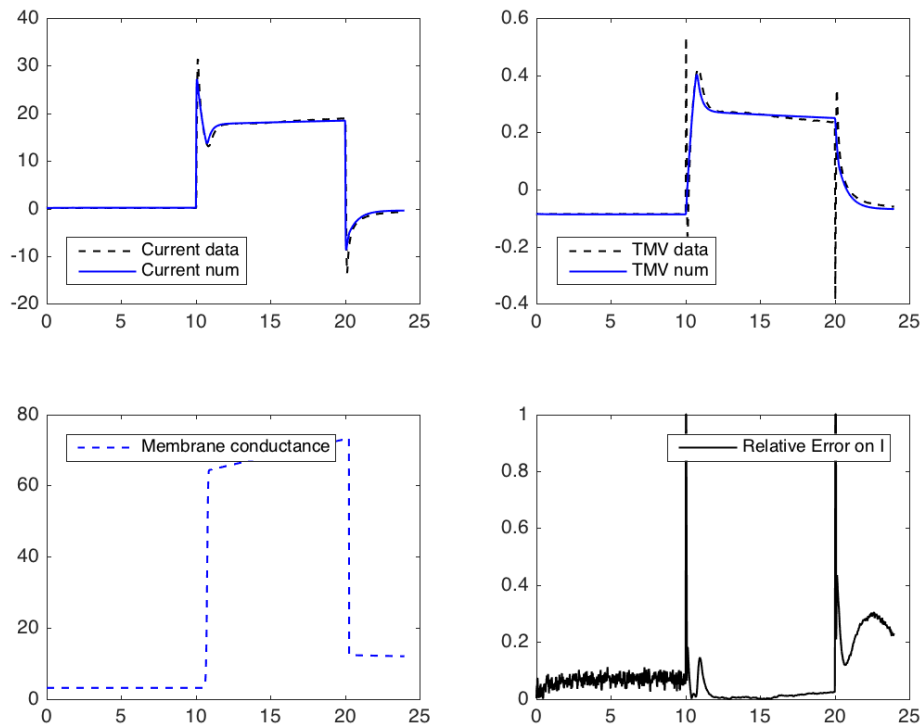 40
30
20
10
0
-10
-20
0 5 10 15 20 25
Current data
Current num
0.6
0.4
0.2
0
-0.2
-0.4
0 5 10 15 20 25
TMV data
TMV num
80
60
40
20
0
0 5 10 15 20 25
Membrane conductance
1
0.8
0.6
0.4
0.2
0
0 5 10 15 20 25
Relative Error on I